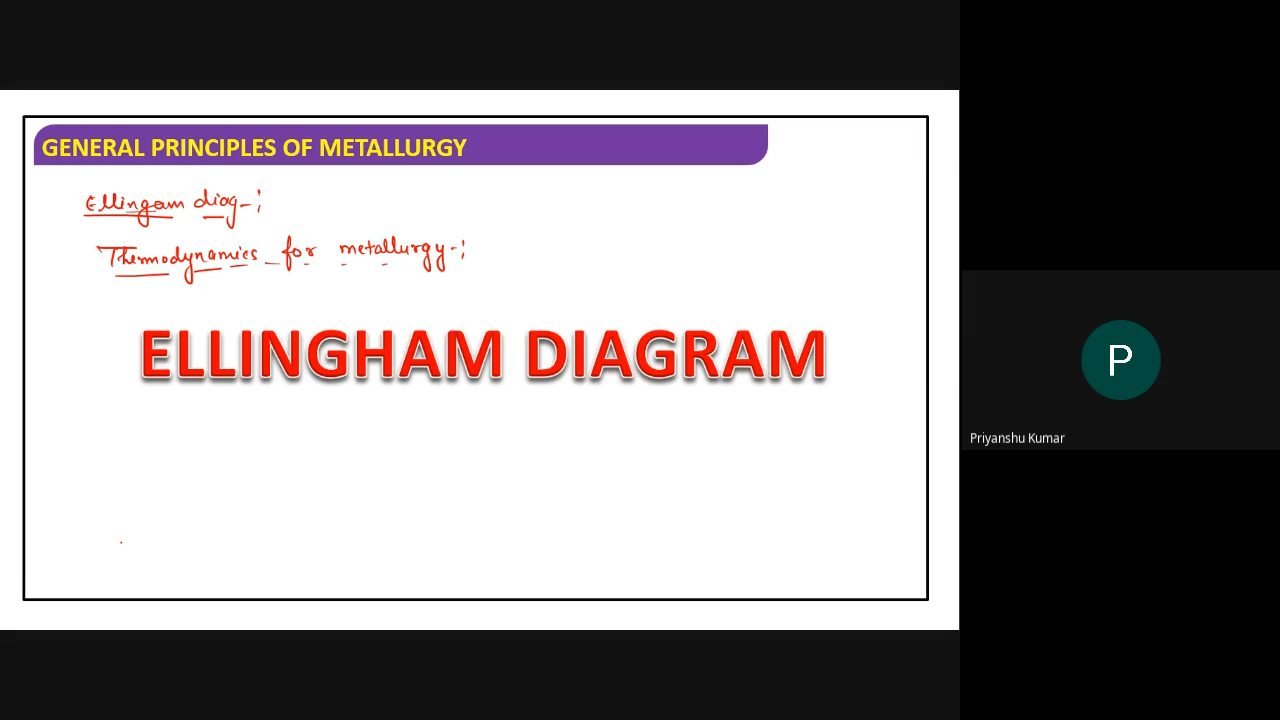 GENERAL PRINCIPLES OF METALLURGY
Ellingam diag-:
Thermodynamics for metallurgy-:
ELLINGHAM DIAGRAM
P
Priyanshu Kumar